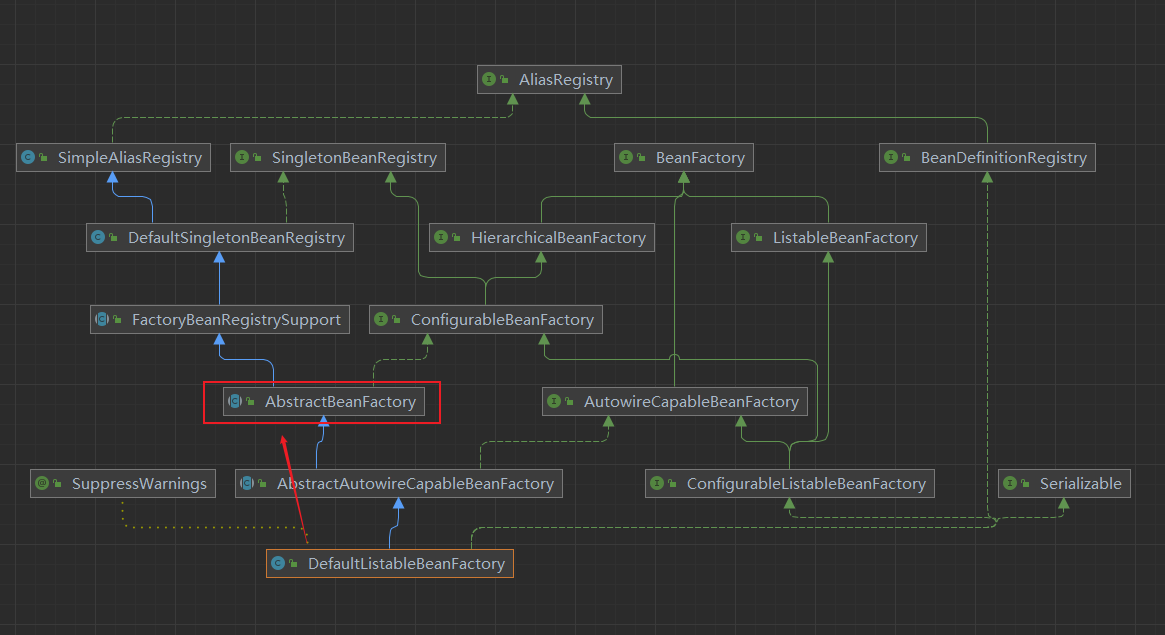 AliasRegistry
SimpleAliasRegistry
SingletonBeanRegistry
BeanFactory
BeanDefinitionRegistry
DefaultSingletonBeanRegistry
HierarchicalBeanFactory
ListableBeanFactory
FactoryBeanRegistrySupport
ConfigurableBeanFactory
AbstractBeanFactory
AutowireCapableBeanFactory
SuppressWarnings
AbstractAutowireCapableBeanFactory
ConfigurableListableBeanFactory
Serializable
DefaultListableBeanFactory